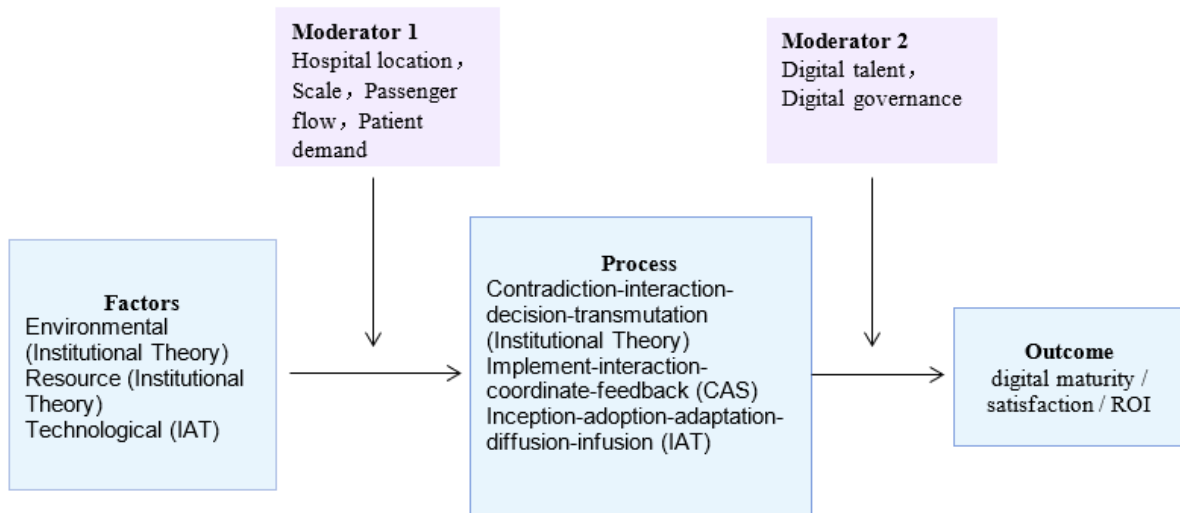 Moderator 1
Hospital location，
Scale，Passenger
flow，Patient
demand
Moderator 2
Digital talent，
Digital governance
Factors
Environmental
(Institutional Theory)
Resource (Institutional
Theory)
Technological (IAT)
Process
Contradiction-interaction-
decision-transmutation
(Institutional Theory)
Implement-interaction-
coordinate-feedback (CAS)
Inception-adoption-adaptation-
diffusion-infusion (IAT)
Outcome
digital maturity /
satisfaction / ROI